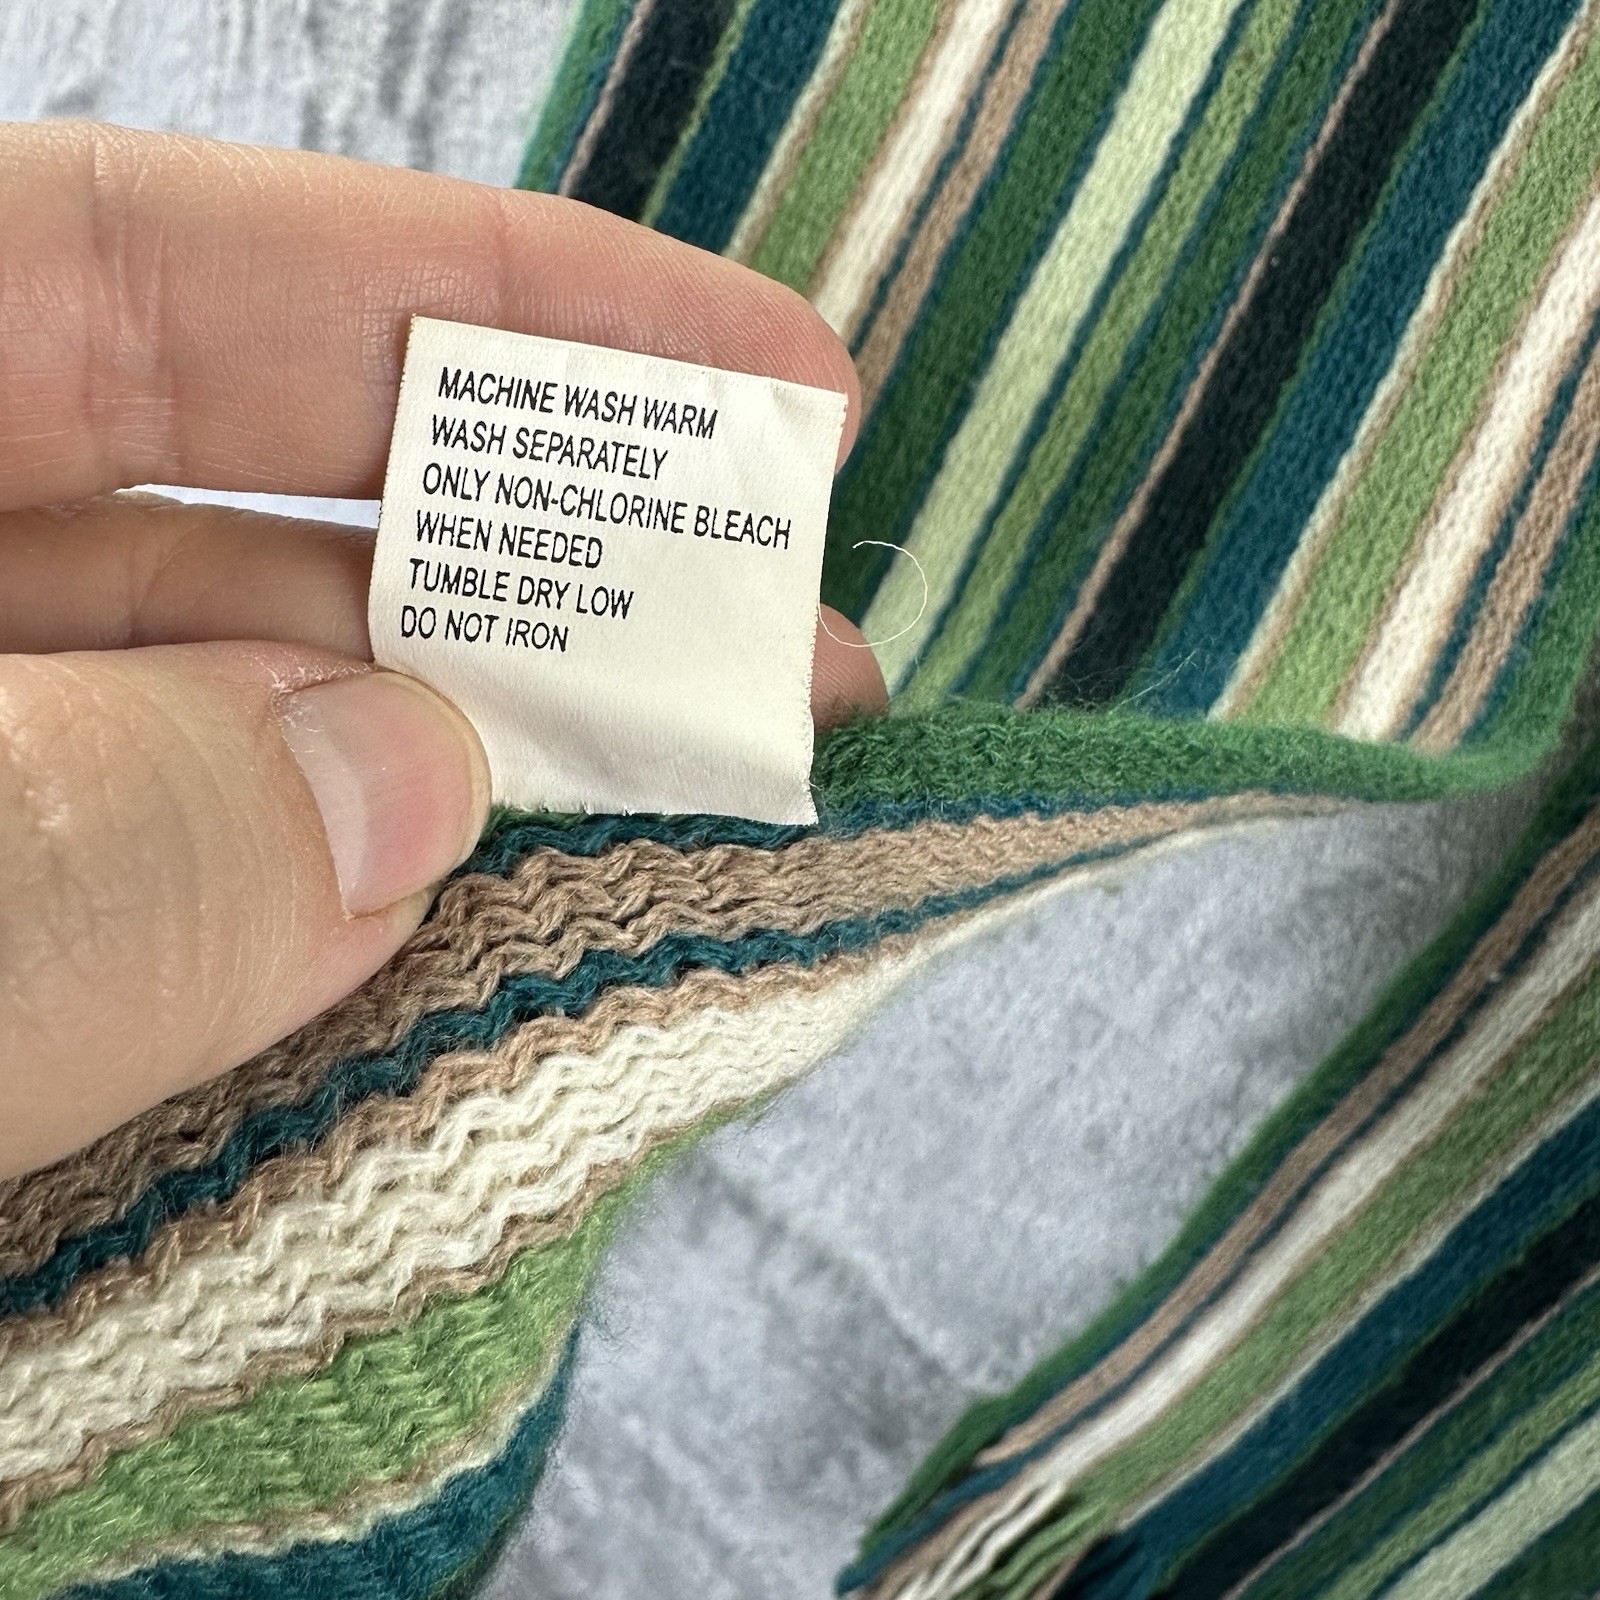 MACHINE WASH WARM
WASH SEPARATELY
ONLY NON-CHLORINE BLEACH
WHEN NEEDED
TUMBLE DRY LOW
DO NOT IRON